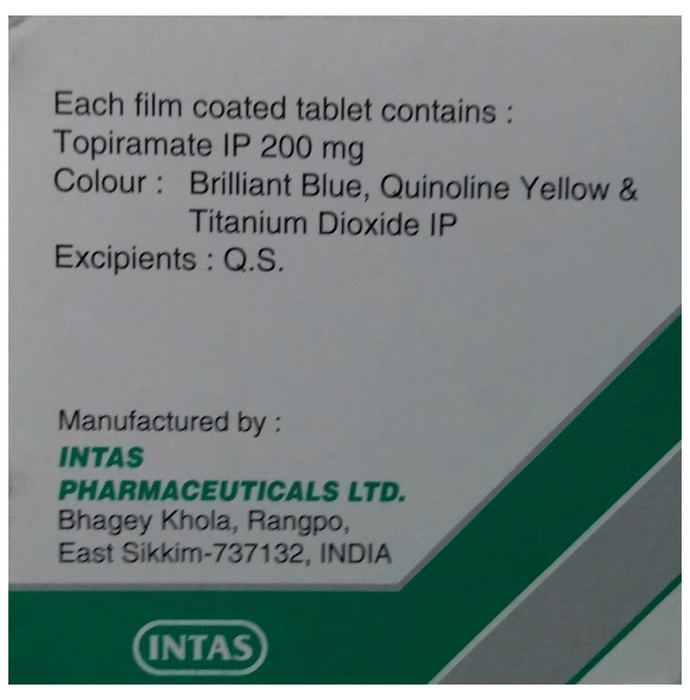 Each film coated tablet contains :
Topiramate IP 200 mg
Colour : Brilliant Blue, Quinoline Yellow &
Titanium Dioxide IP
Excipients : Q.S.
Manufactured by :
INTAS
PHARMACEUTICALS LTD.
Bhagey Khola, Rangpo,
East Sikkim-737132, INDIA
INTAS